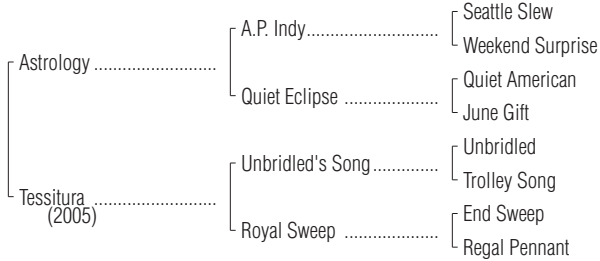 Seattle Slew
A.P. Indy
Weekend Surprise
Astrology
Quiet American
Quiet Eclipse
June Gift
Unbridled
Unbridled's Song
Trolley Song
Tessitura
(2005)
End Sweep
Royal Sweep
Regal Pennant